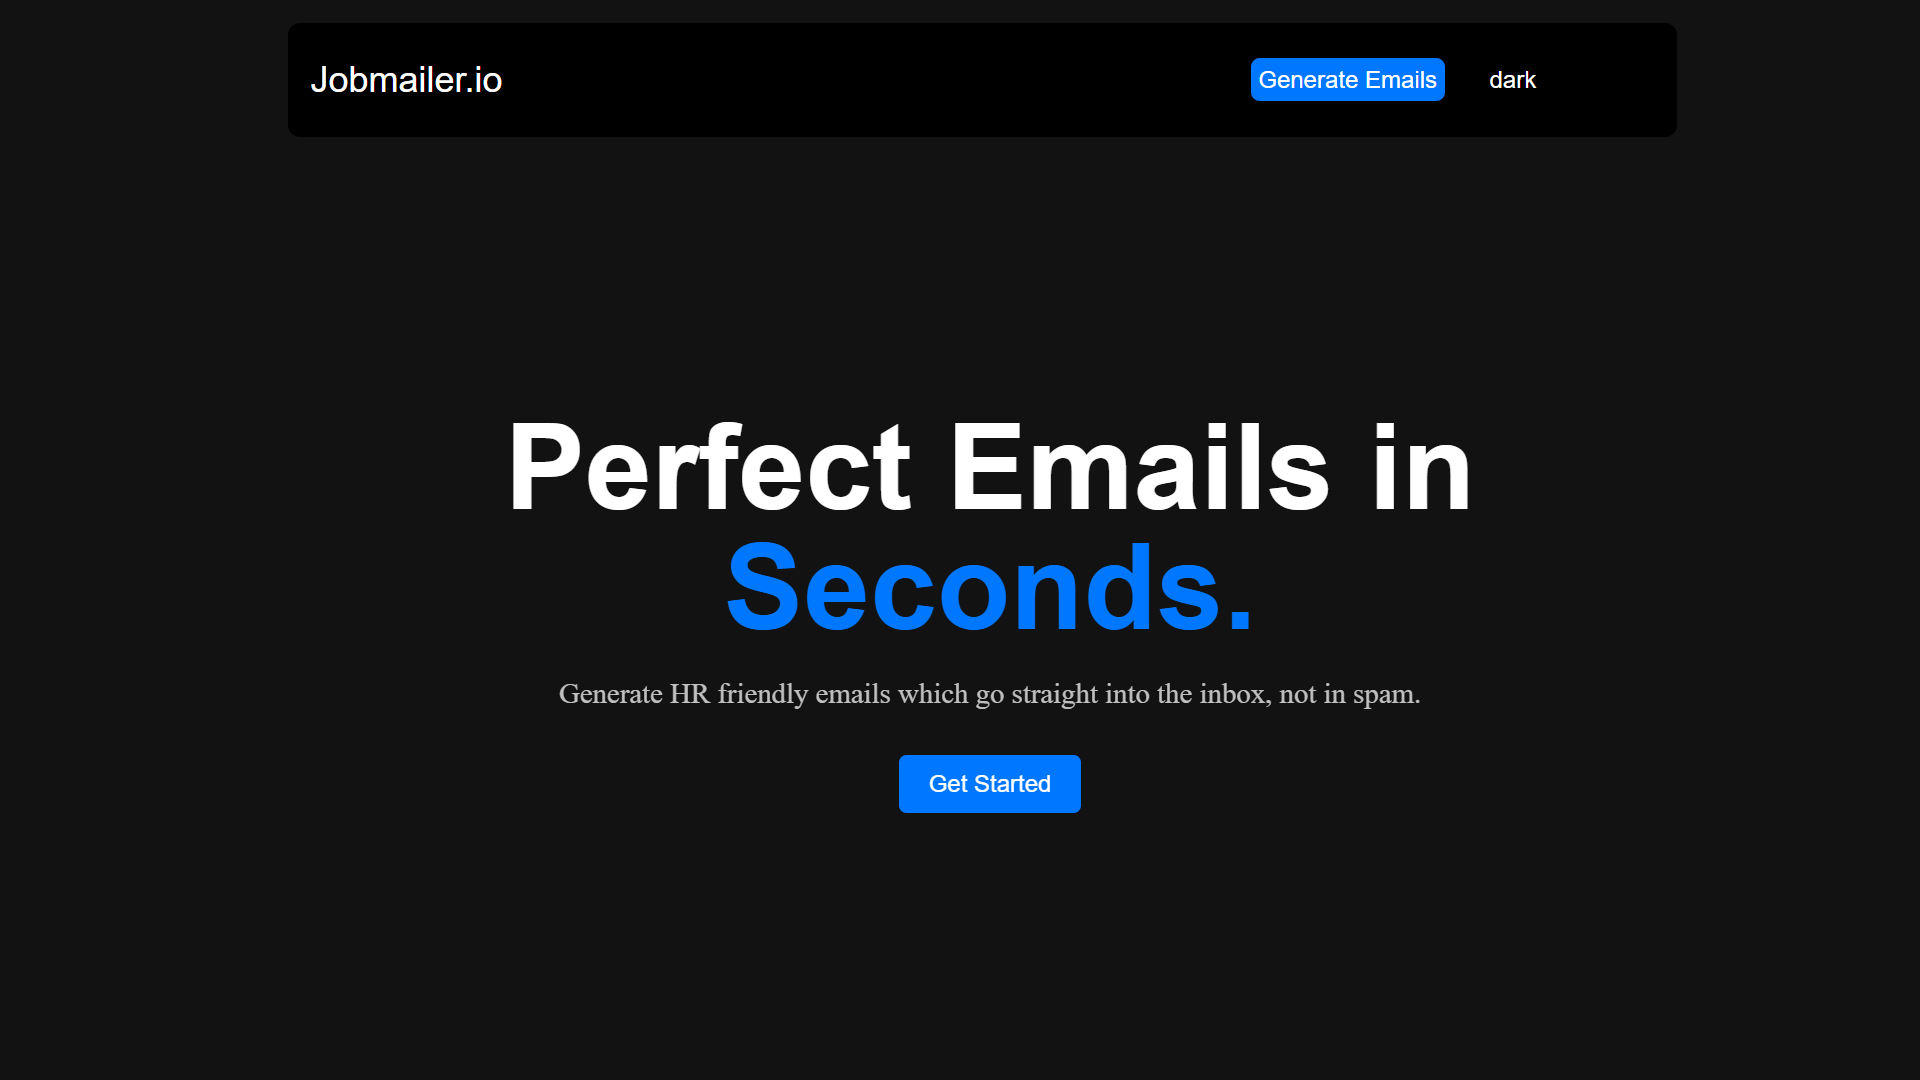 Jobmailer.io
Generate Emails
dark
Perfect Emails in
Seconds.
Generate HR friendly emails which go straight into the inbox, not in spam.
Get Started